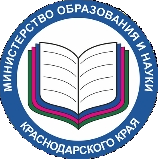 МИНИСТЕРСТВО ОБРАЗОВАНИЯ И НАУКИ
КРАСНОДАРСКОГО КРАЯ